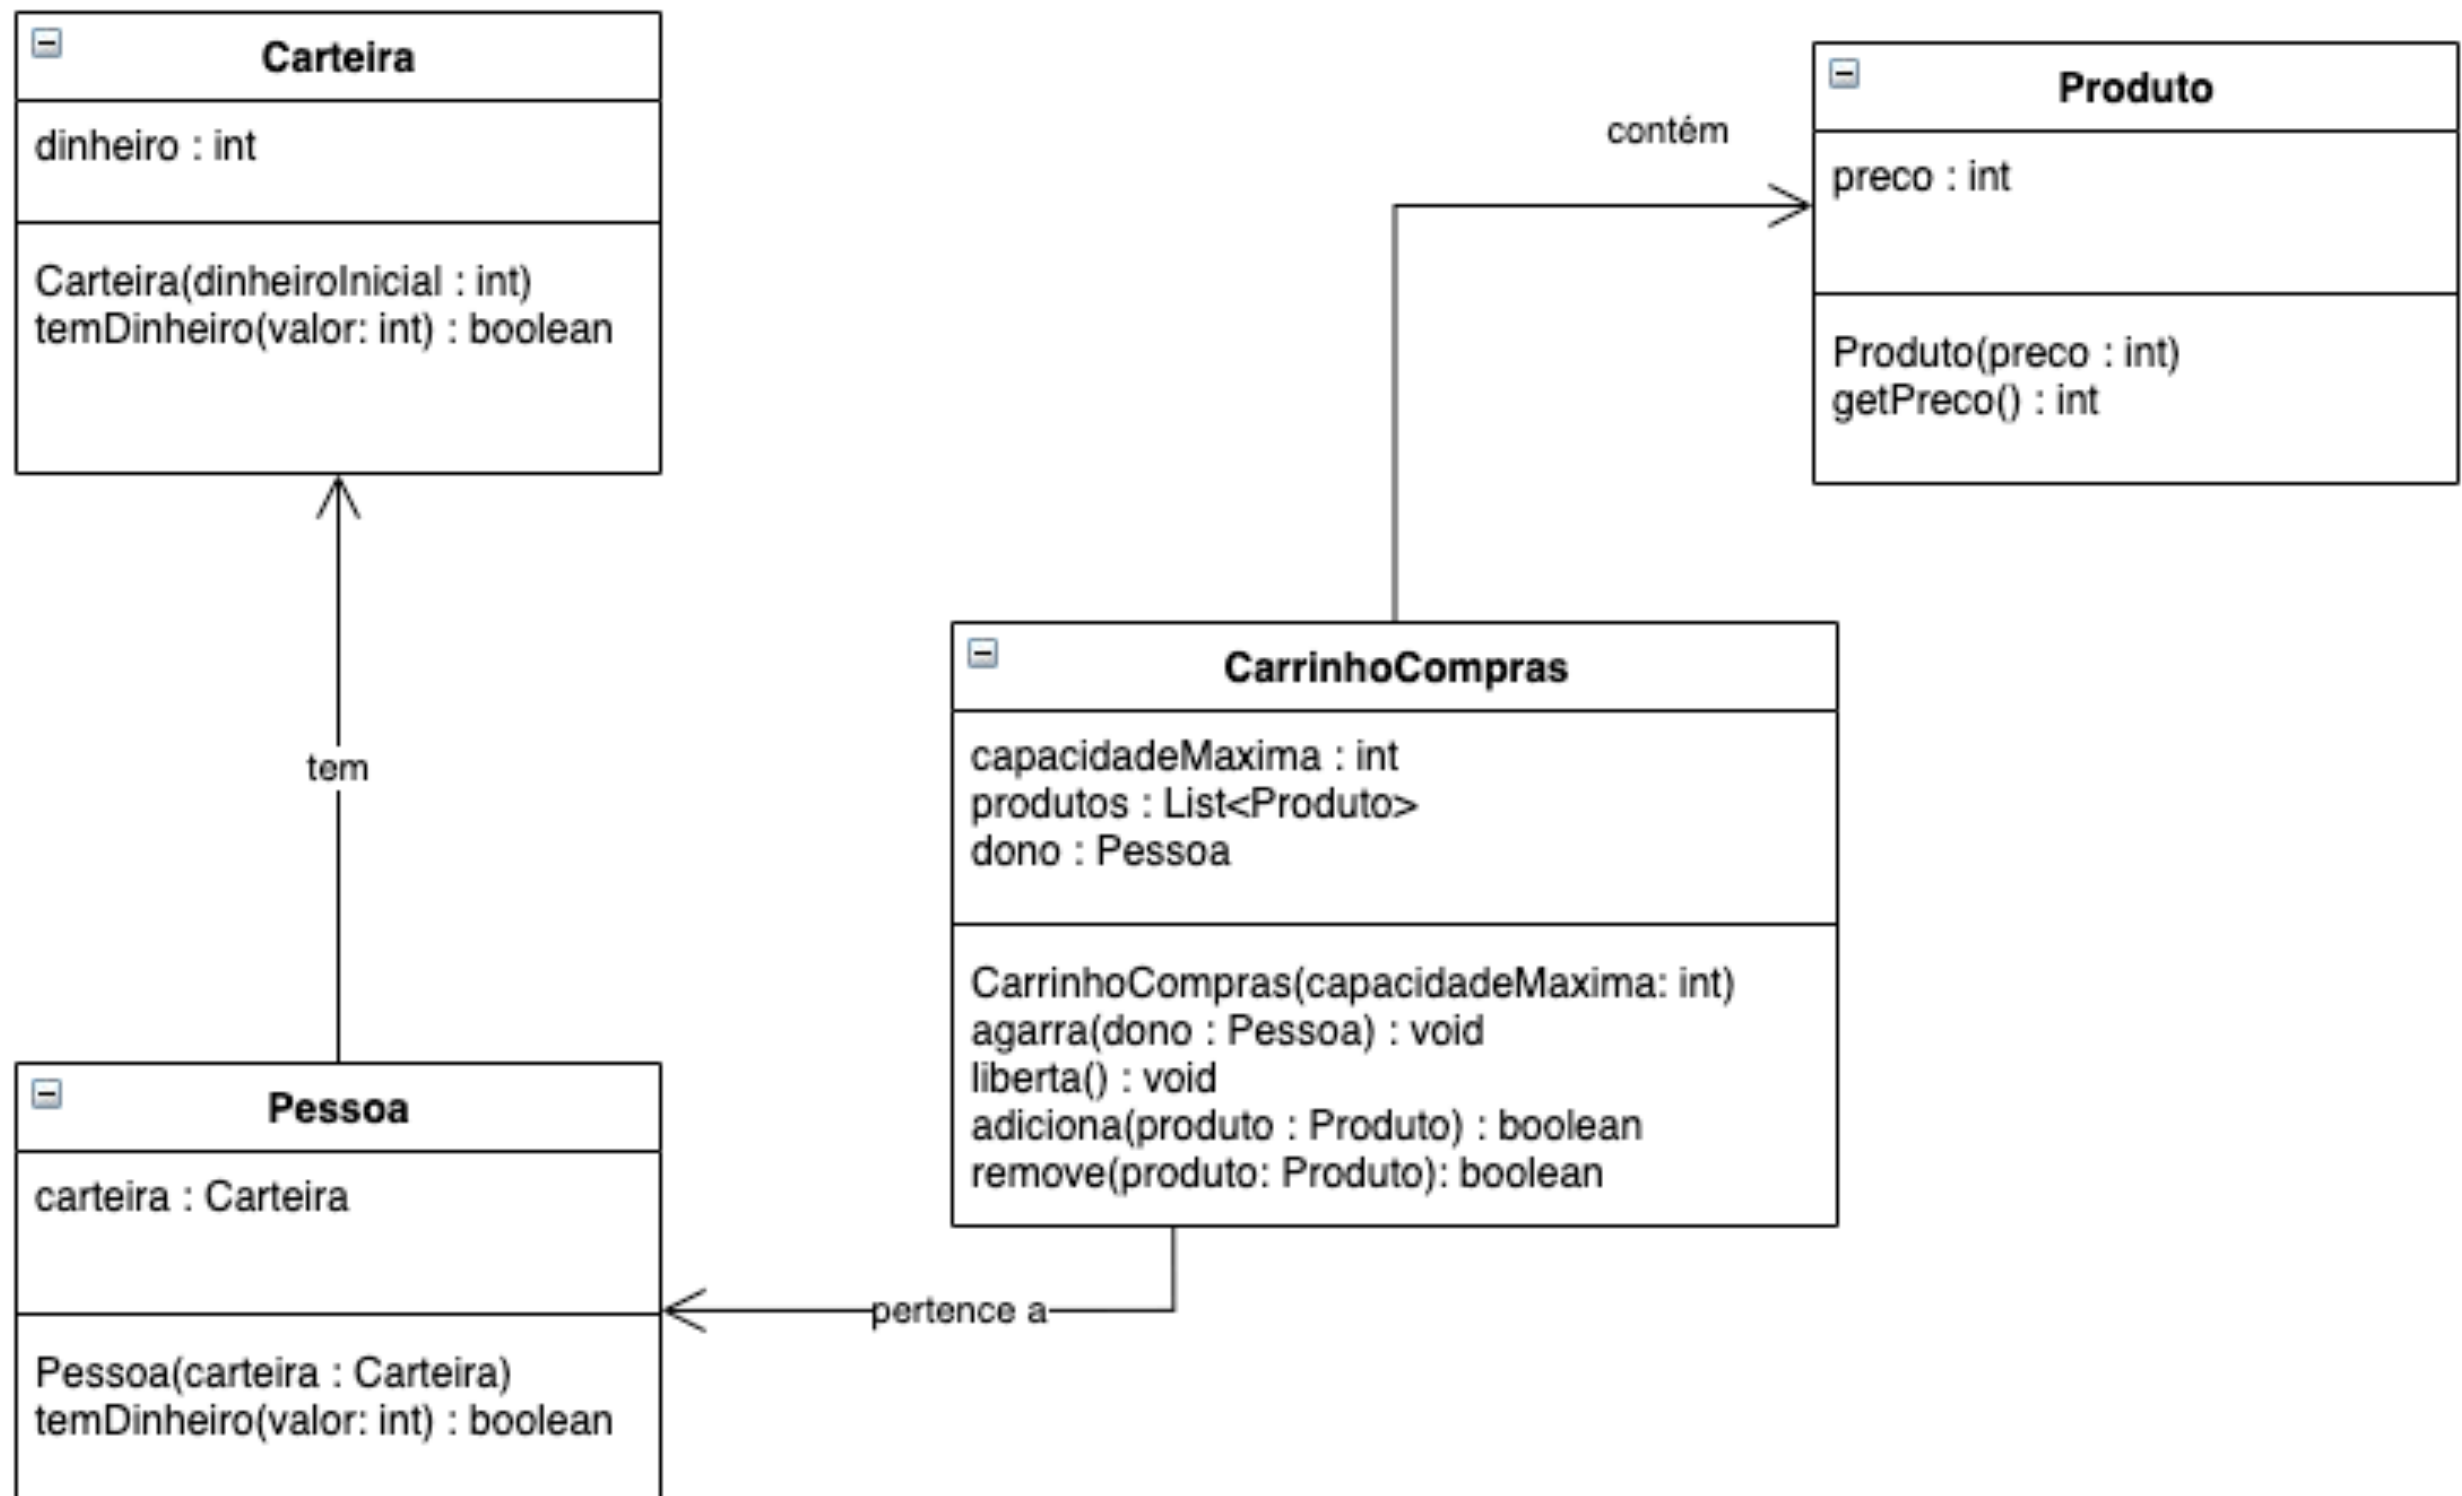 Carteira
dinheiro : int
Carteira(dinheiroInicial : int)
temDinheiro(valor: int) : boolean
contém
Produto
preco : int
Produto(preco : int)
getPreco() : int
tem
CarrinhoCompras
capacidadeMaxima : int
produtos : List<Produto>
dono : Pessoa
CarrinhoCompras(capacidadeMaxima: int)
agarra(dono : Pessoa) : void
liberta() : void
adiciona(produto : Produto) : boolean
remove(produto: Produto): boolean
pertence a
Pessoa
carteira : Carteira
Pessoa(carteira : Carteira)
temDinheiro(valor: int) : boolean